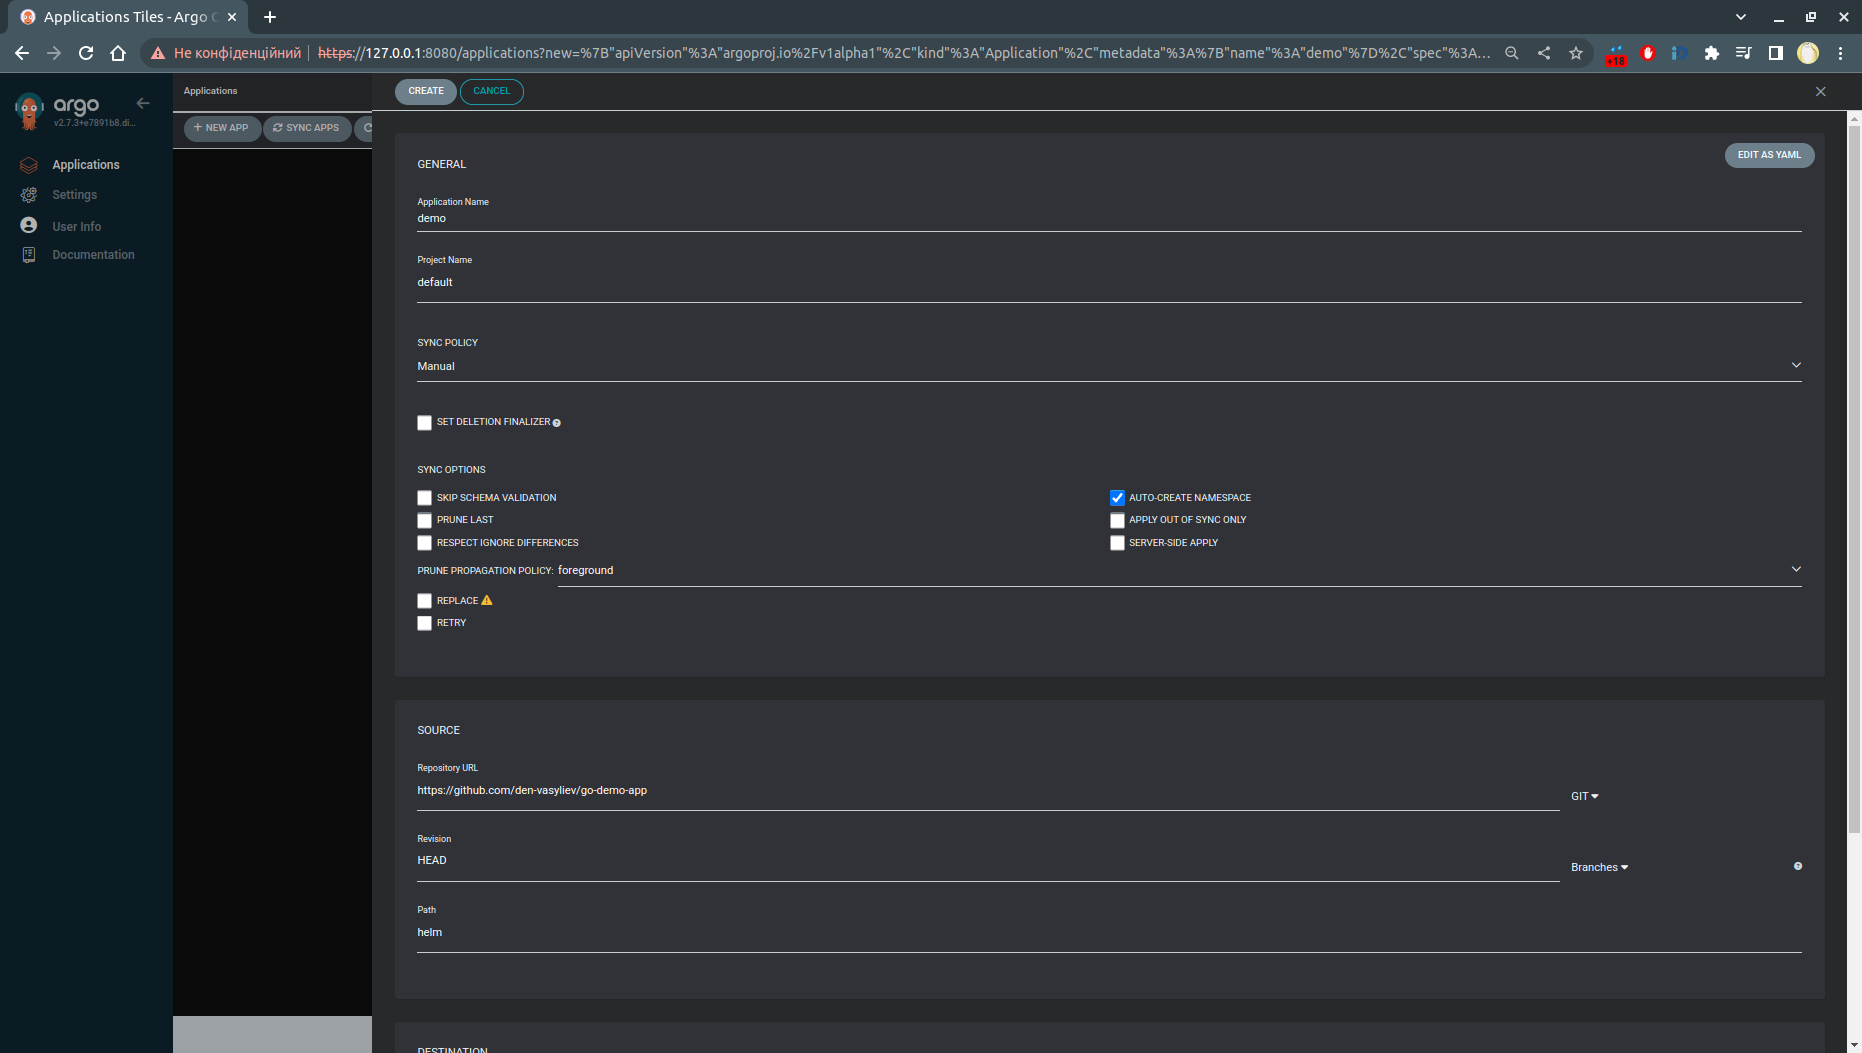 Applications Tiles - Argo
Не конфіденційний
https://127.0.0.1:8080/applications?new=%7B"apiVersion"%3A"argoproj.io%2Fv1alpha1"%2C"kind"%3A"Application"%2C"metadata"%3A%7B"name"%3A"demo"%7D%2C"spec"%3A...
+18
argo
v2.7.3+e7891b8.di...
Applications
Settings
User Info
Documentation
Applications
NEW APP
SYNC APPS
CREATE
CANCEL
GENERAL
EDIT AS YAML
Application Name
demo
Project Name
default
SYNC POLICY
Manual
SET DELETION FINALIZER
SYNC OPTIONS
SKIP SCHEMA VALIDATION
AUTO-CREATE NAMESPACE
PRUNE LAST
APPLY OUT OF SYNC ONLY
RESPECT IGNORE DIFFERENCES
SERVER-SIDE APPLY
PRUNE PROPAGATION POLICY: foreground
REPLACE
RETRY
SOURCE
Repository URL
https://github.com/den-vasyliev/go-demo-app
GIT
Revision
HEAD
Branches
Path
helm
DESTINATION